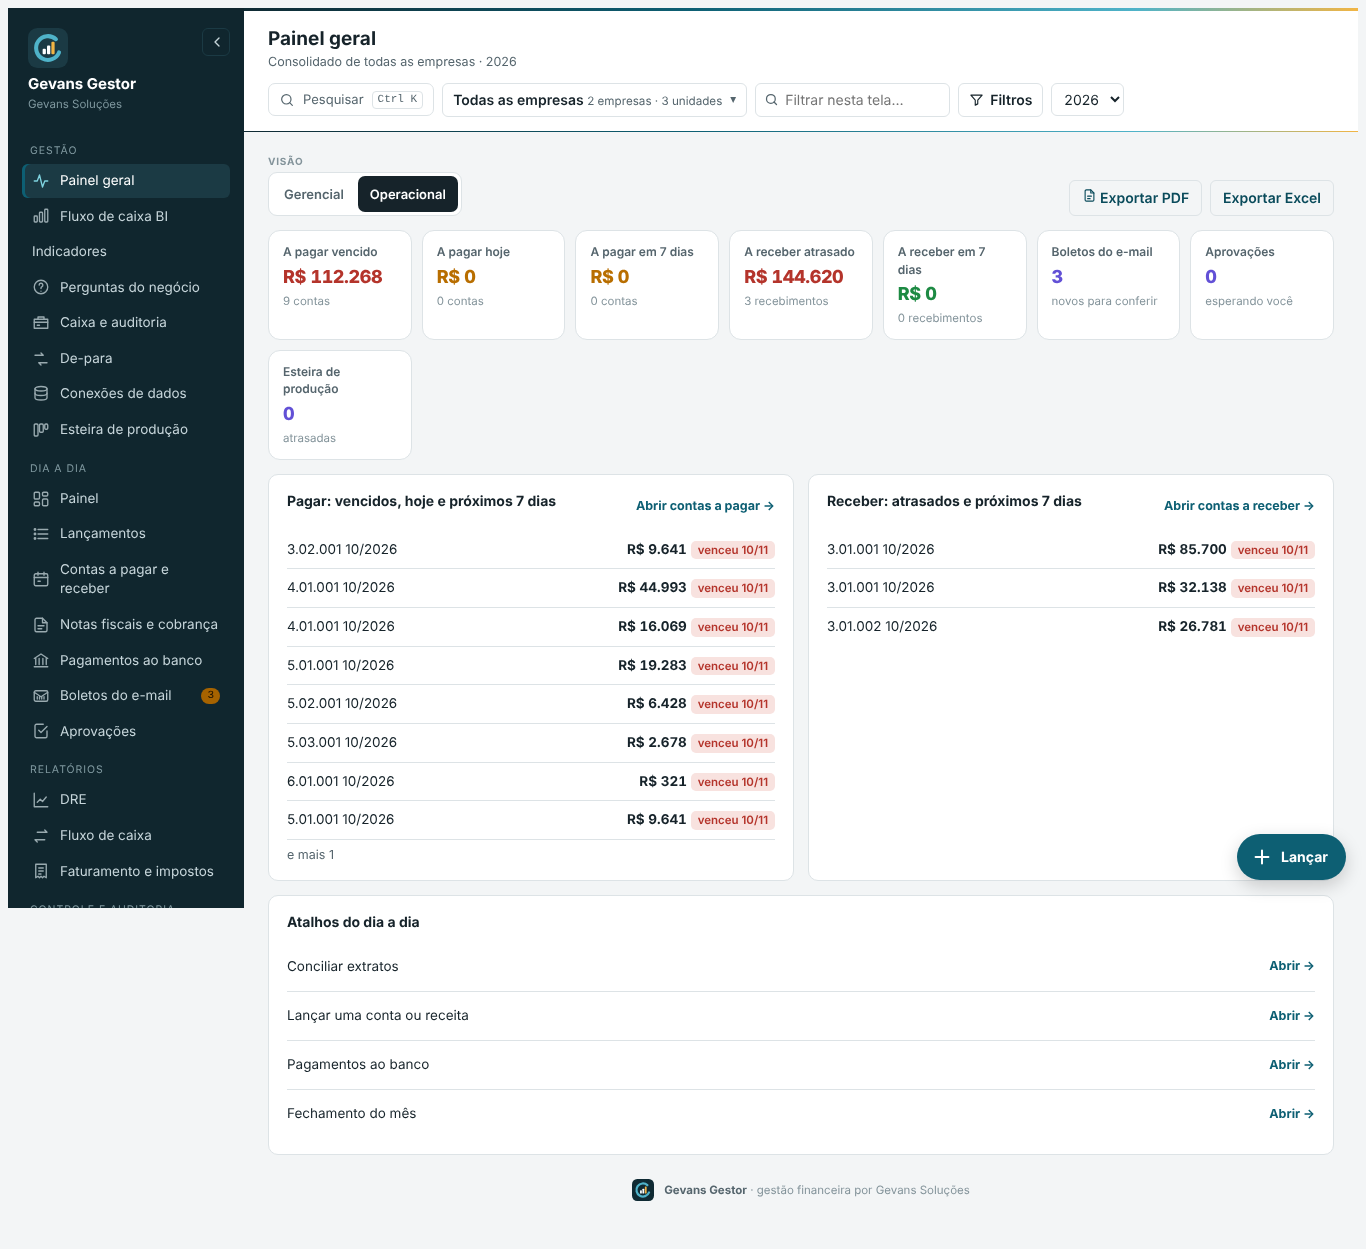 Gevans Gestor
Gevans Soluções
GESTÃO
Painel geral
Fluxo de caixa BI
Indicadores
Perguntas do negócio
Caixa e auditoria
De-para
Conexões de dados
Esteira de produção
DIA A DIA
Painel
Lançamentos
Contas a pagar e
receber
Notas fiscais e cobrança
Pagamentos ao banco
Boletos do e-mail 3
Aprovações
RELATÓRIOS
DRE
Fluxo de caixa
Faturamento e impostos
CONTROLE E AUDITORIA
Painel geral
Consolidado de todas as empresas · 2026
Pesquisar Ctrl K Todas as empresas 2 empresas · 3 unidades ▾ Filtrar nesta tela... Filtros 2026
VISÃO
Gerencial Operacional Exportar PDF Exportar Excel
A pagar vencido
R$ 112.268
9 contas
A pagar hoje
R$ 0
0 contas
A pagar em 7 dias
R$ 0
0 contas
A receber atrasado
R$ 144.620
3 recebimentos
A receber em 7
dias
R$ 0
0 recebimentos
Boletos do e-mail
3
novos para conferir
Aprovações
0
esperando você
Esteira de
produção
0
atrasadas
Pagar: vencidos, hoje e próximos 7 dias Abrir contas a pagar →
3.02.001 10/2026 R$ 9.641 venceu 10/11
4.01.001 10/2026 R$ 44.993 venceu 10/11
4.01.001 10/2026 R$ 16.069 venceu 10/11
5.01.001 10/2026 R$ 19.283 venceu 10/11
5.02.001 10/2026 R$ 6.428 venceu 10/11
5.03.001 10/2026 R$ 2.678 venceu 10/11
6.01.001 10/2026 R$ 321 venceu 10/11
5.01.001 10/2026 R$ 9.641 venceu 10/11
e mais 1
Receber: atrasados e próximos 7 dias Abrir contas a receber →
3.01.001 10/2026 R$ 85.700 venceu 10/11
3.01.001 10/2026 R$ 32.138 venceu 10/11
3.01.002 10/2026 R$ 26.781 venceu 10/11
Lançar
Atalhos do dia a dia
Conciliar extratos Abrir →
Lançar uma conta ou receita Abrir →
Pagamentos ao banco Abrir →
Fechamento do mês Abrir →
Gevans Gestor · gestão financeira por Gevans Soluções